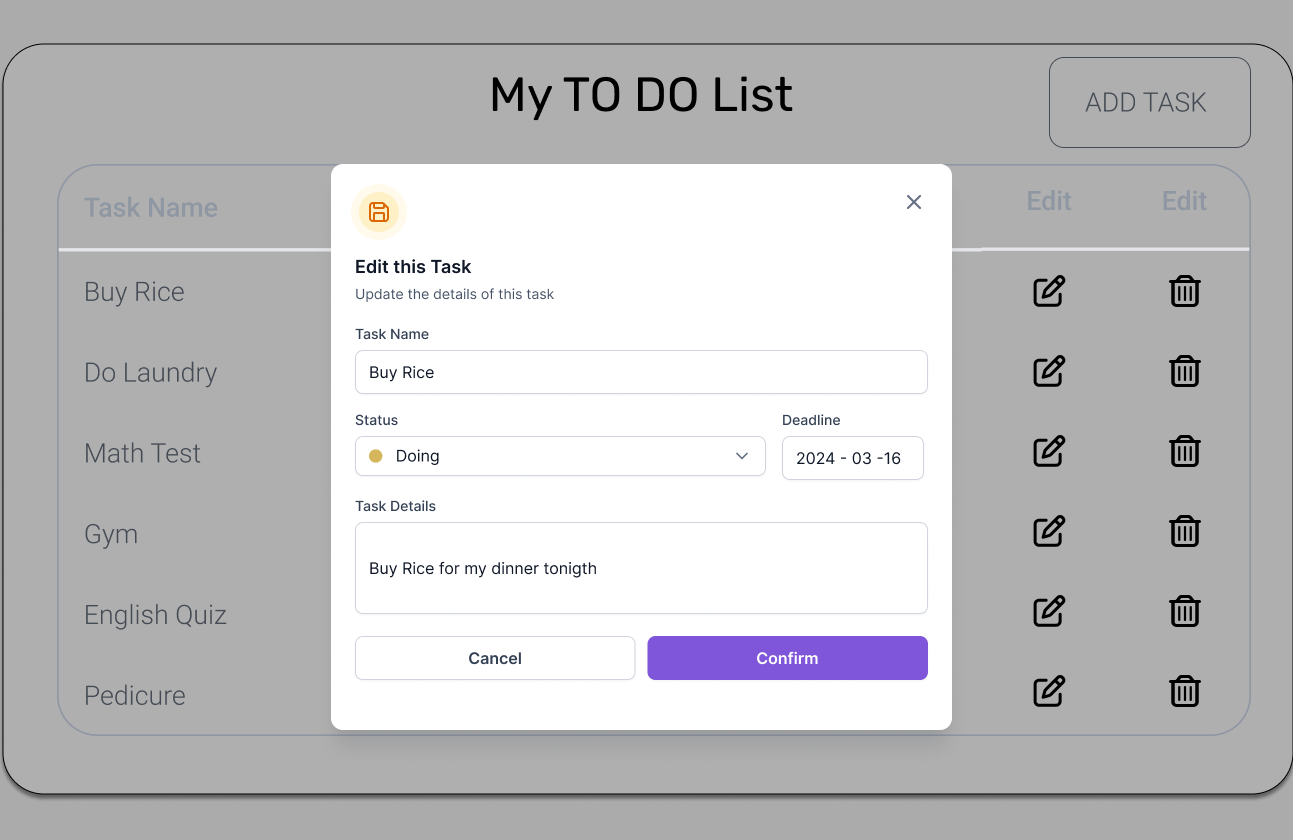 My TO DO List
ADD TASK
Task Name
Edit Edit
Buy Rice
Do Laundry
Math Test
Gym
English Quiz
Pedicure
Edit this Task
Update the details of this task
Task Name
Buy Rice
Status Deadline
Doing 2024 - 03 -16
Task Details
Buy Rice for my dinner tonigth
Cancel Confirm